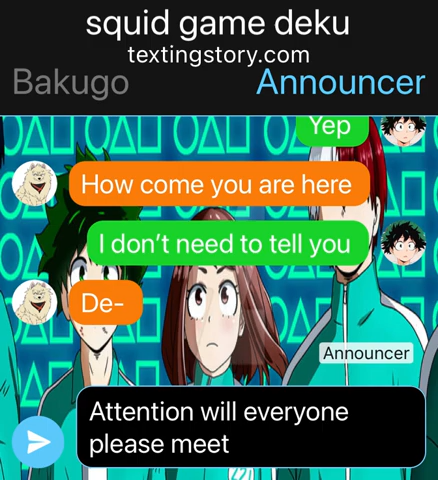 squid game deku
textingstory.com
Bakugo
Announcer
Yep
How come you are here
I don't need to tell you
De-
Announcer
Attention will everyone
please meet